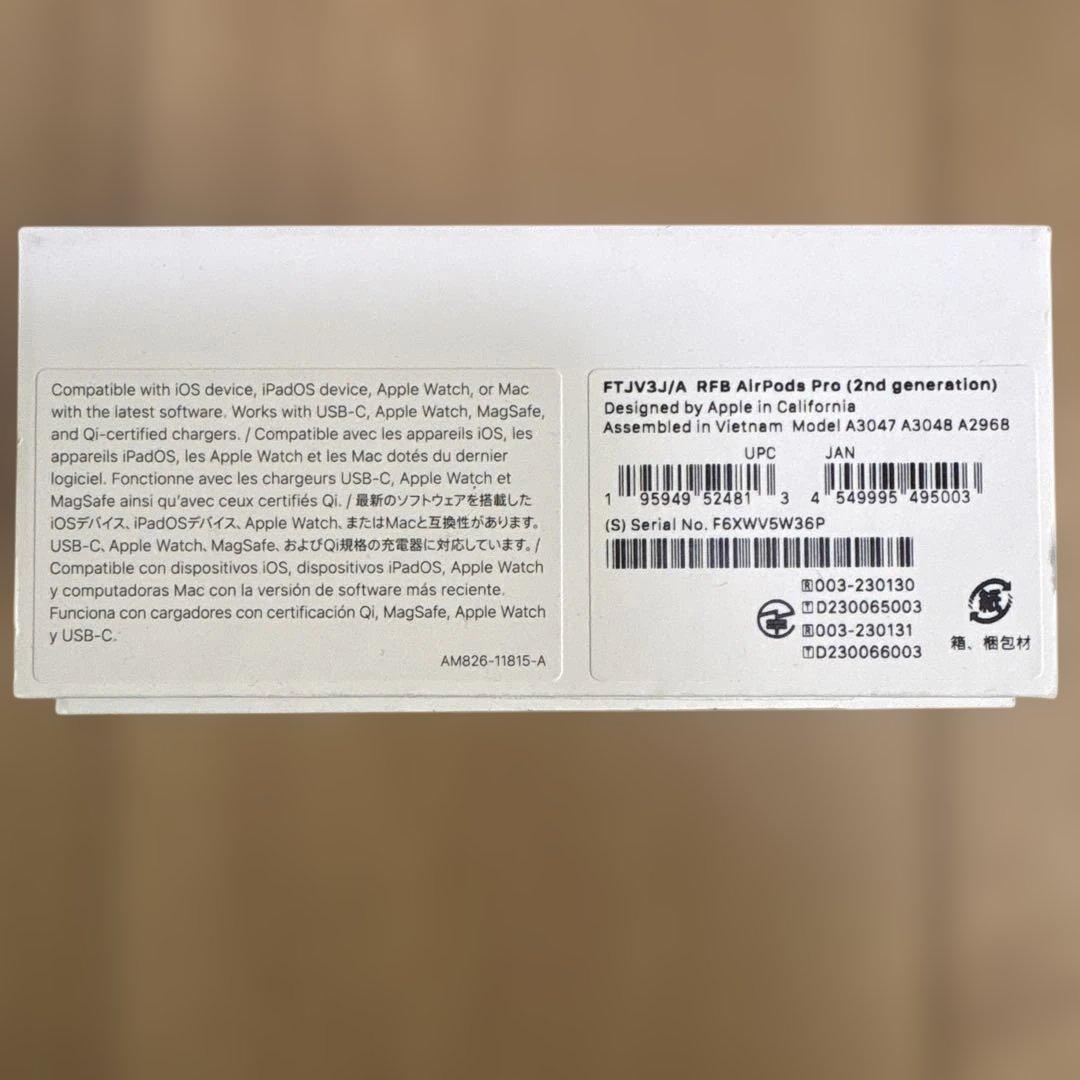 Compatible with iOS device, iPadOS device, Apple Watch, or Mac
with the latest software. Works with USB-C, Apple Watch, MagSafe,
and Qi-certified chargers. / Compatible avec les appareils iOS, les
appareils iPadOS, les Apple Watch et les Mac dotés du dernier
logiciel. Fonctionne avec les chargeurs USB-C, Apple Watch et
MagSafe ainsi qu'avec ceux certifiés Qi. / 最新のソフトウェアを搭載した
iOSデバイス、iPadOSデバイス、Apple Watch、またはMacと互換性があります。
USB-C、Apple Watch、MagSafe、およびQi規格の充電器に対応しています。/
Compatible con dispositivos iOS, dispositivos iPadOS, Apple Watch
y computadoras Mac con la versión de software más reciente.
Funciona con cargadores con certificación Qi, MagSafe, Apple Watch
y USB-C.
AM826-11815-A
FTJV3J/A RFB AirPods Pro (2nd generation)
Designed by Apple in California
Assembled in Vietnam Model A3047 A3048 A2968
UPC JAN
1 95949 52481 3 4 549995 495003
(S) Serial No. F6XWV5W36P
R 003-230130
T D230065003
R 003-230131
T D230066003
紙
箱、梱包材